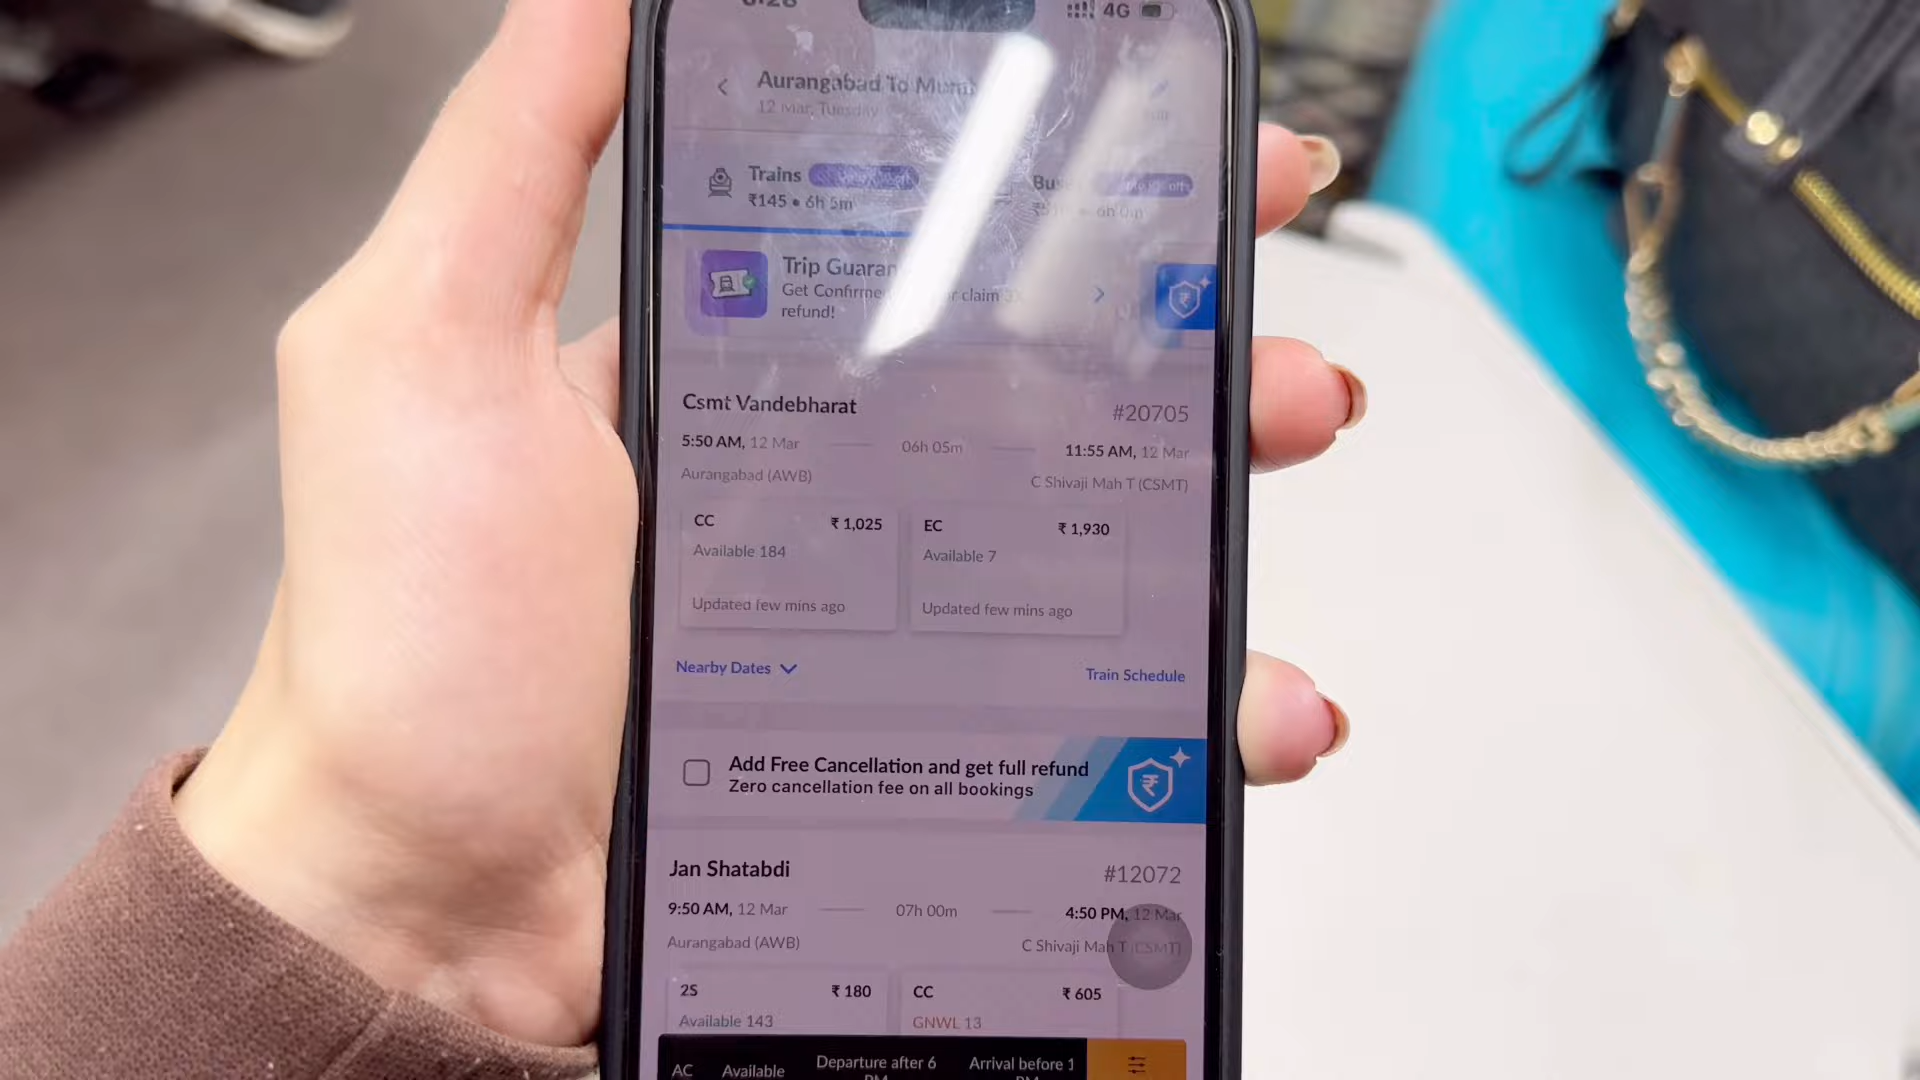 4G
Aurangabad To
12 Mar, Tuesday
Trains
₹145 • 6h 5m
6h 0m
Trip
Get claim
refund!
Csmt Vandebharat #20705
5:50 AM, 12 Mar 06h 05m 11:55 AM, 12 Mar
Aurangabad (AWB) C Shivaji Mah T (CSMT)
CC ₹ 1,025 EC ₹ 1,930
Available 184 Available 7
Updated few mins ago Updated few mins ago
Nearby Dates Train Schedule
Add Free Cancellation and get full refund
Zero cancellation fee on all bookings
Jan Shatabdi #12072
9:50 AM, 12 Mar 07h 00m 4:50 PM, 12 Mar
Aurangabad (AWB) C Shivaji Mah T (CSMT)
2S ₹ 180 CC ₹ 605
Available 143 GNWL 13
AC Available Departure after 6 PM Arrival before 1 PM